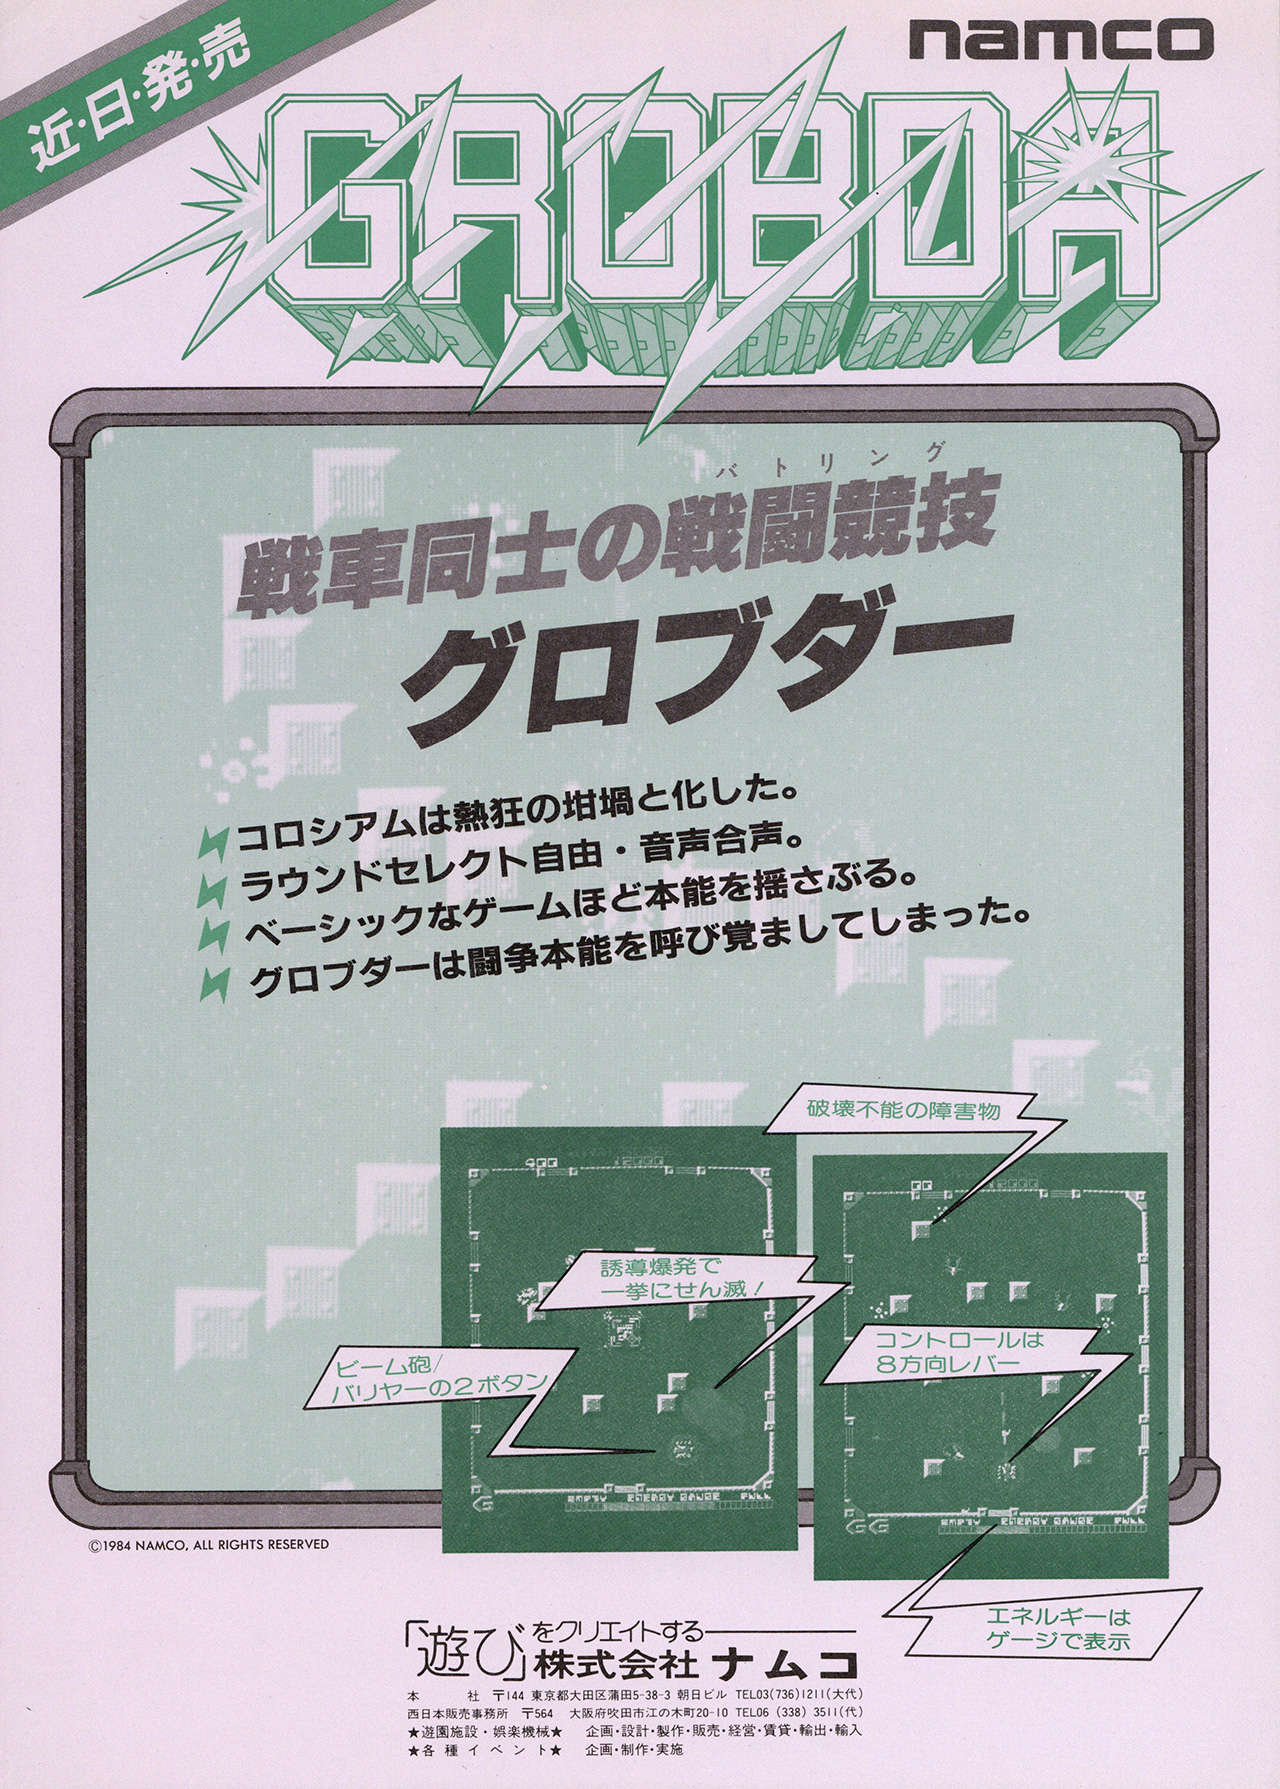 近・日・発・売
namco
GROBDA
バトリング
戦車同士の戦闘競技
グロブダー
コロシアムは熱狂の坩堝と化した。
ラウンドセレクト自由・音声合声。
ベーシックなゲームほど本能を揺さぶる。
グロブダーは闘争本能を呼び覚ましてしまった。
破壊不能の障害物
誘導爆発で
一挙にせん滅!
コントロールは
8方向レバー
ビーム砲/
バリヤーの2ボタン
EMPTY ENERGY GAUGE FULL
EMPTY ENERGY GAUGE FULL
エネルギーは
ゲージで表示
©1984 NAMCO, ALL RIGHTS RESERVED
「遊び」をクリエイトする
株式会社ナムコ
本社 〒144 東京都大田区蒲田5-38-3 朝日ビル TEL03(736)1211(大代)
西日本販売事務所 〒564 大阪府吹田市江の木町20-10 TEL06(338)3511(代)
★遊園施設・娯楽機械★ 企画・設計・製作・販売・経営・賃貸・輸出・輸入
★各種イベント★ 企画・制作・実施